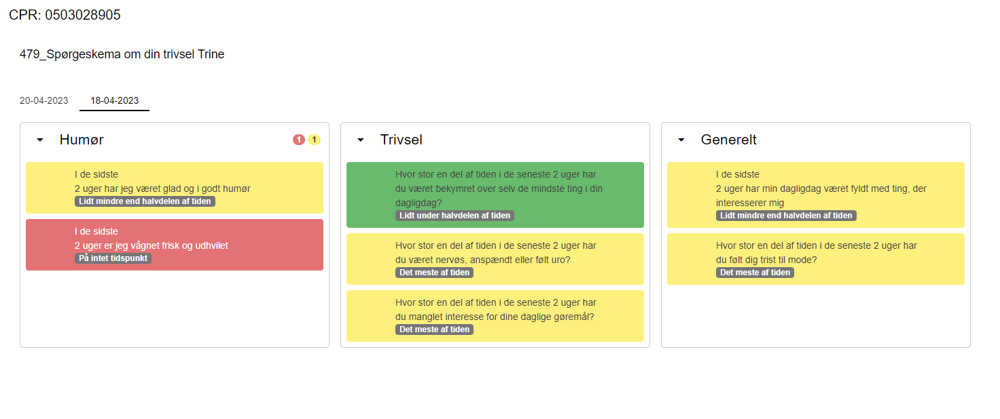 CPR: 0503028905
479_Spørgeskema om din trivsel Trine
20-04-2023 18-04-2023
Humør 1 1
I de sidste
2 uger har jeg været glad og i godt humør
Lidt mindre end halvdelen af tiden
I de sidste
2 uger er jeg vågnet frisk og udhvilet
På intet tidspunkt
Trivsel
Hvor stor en del af tiden i de seneste 2 uger har
du været bekymret over selv de mindste ting i din
dagligdag?
Lidt under halvdelen af tiden
Hvor stor en del af tiden i de seneste 2 uger har
du været nervøs, anspændt eller følt uro?
Det meste af tiden
Hvor stor en del af tiden i de seneste 2 uger har
du manglet interesse for dine daglige gøremål?
Det meste af tiden
Generelt
I de sidste
2 uger har min dagligdag været fyldt med ting, der
interesserer mig
Lidt mindre end halvdelen af tiden
Hvor stor en del af tiden i de seneste 2 uger har
du følt dig trist til mode?
Det meste af tiden